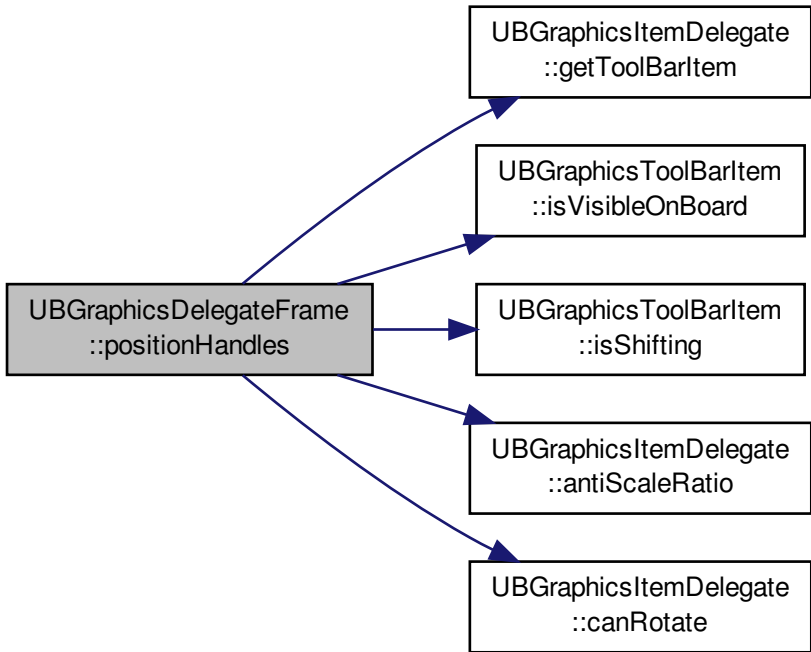 UBGraphicsItemDelegate
::getToolBarItem
UBGraphicsToolBarItem
::isVisibleOnBoard
UBGraphicsDelegateFrame
::positionHandles
UBGraphicsToolBarItem
::isShifting
UBGraphicsItemDelegate
::antiScaleRatio
UBGraphicsItemDelegate
::canRotate